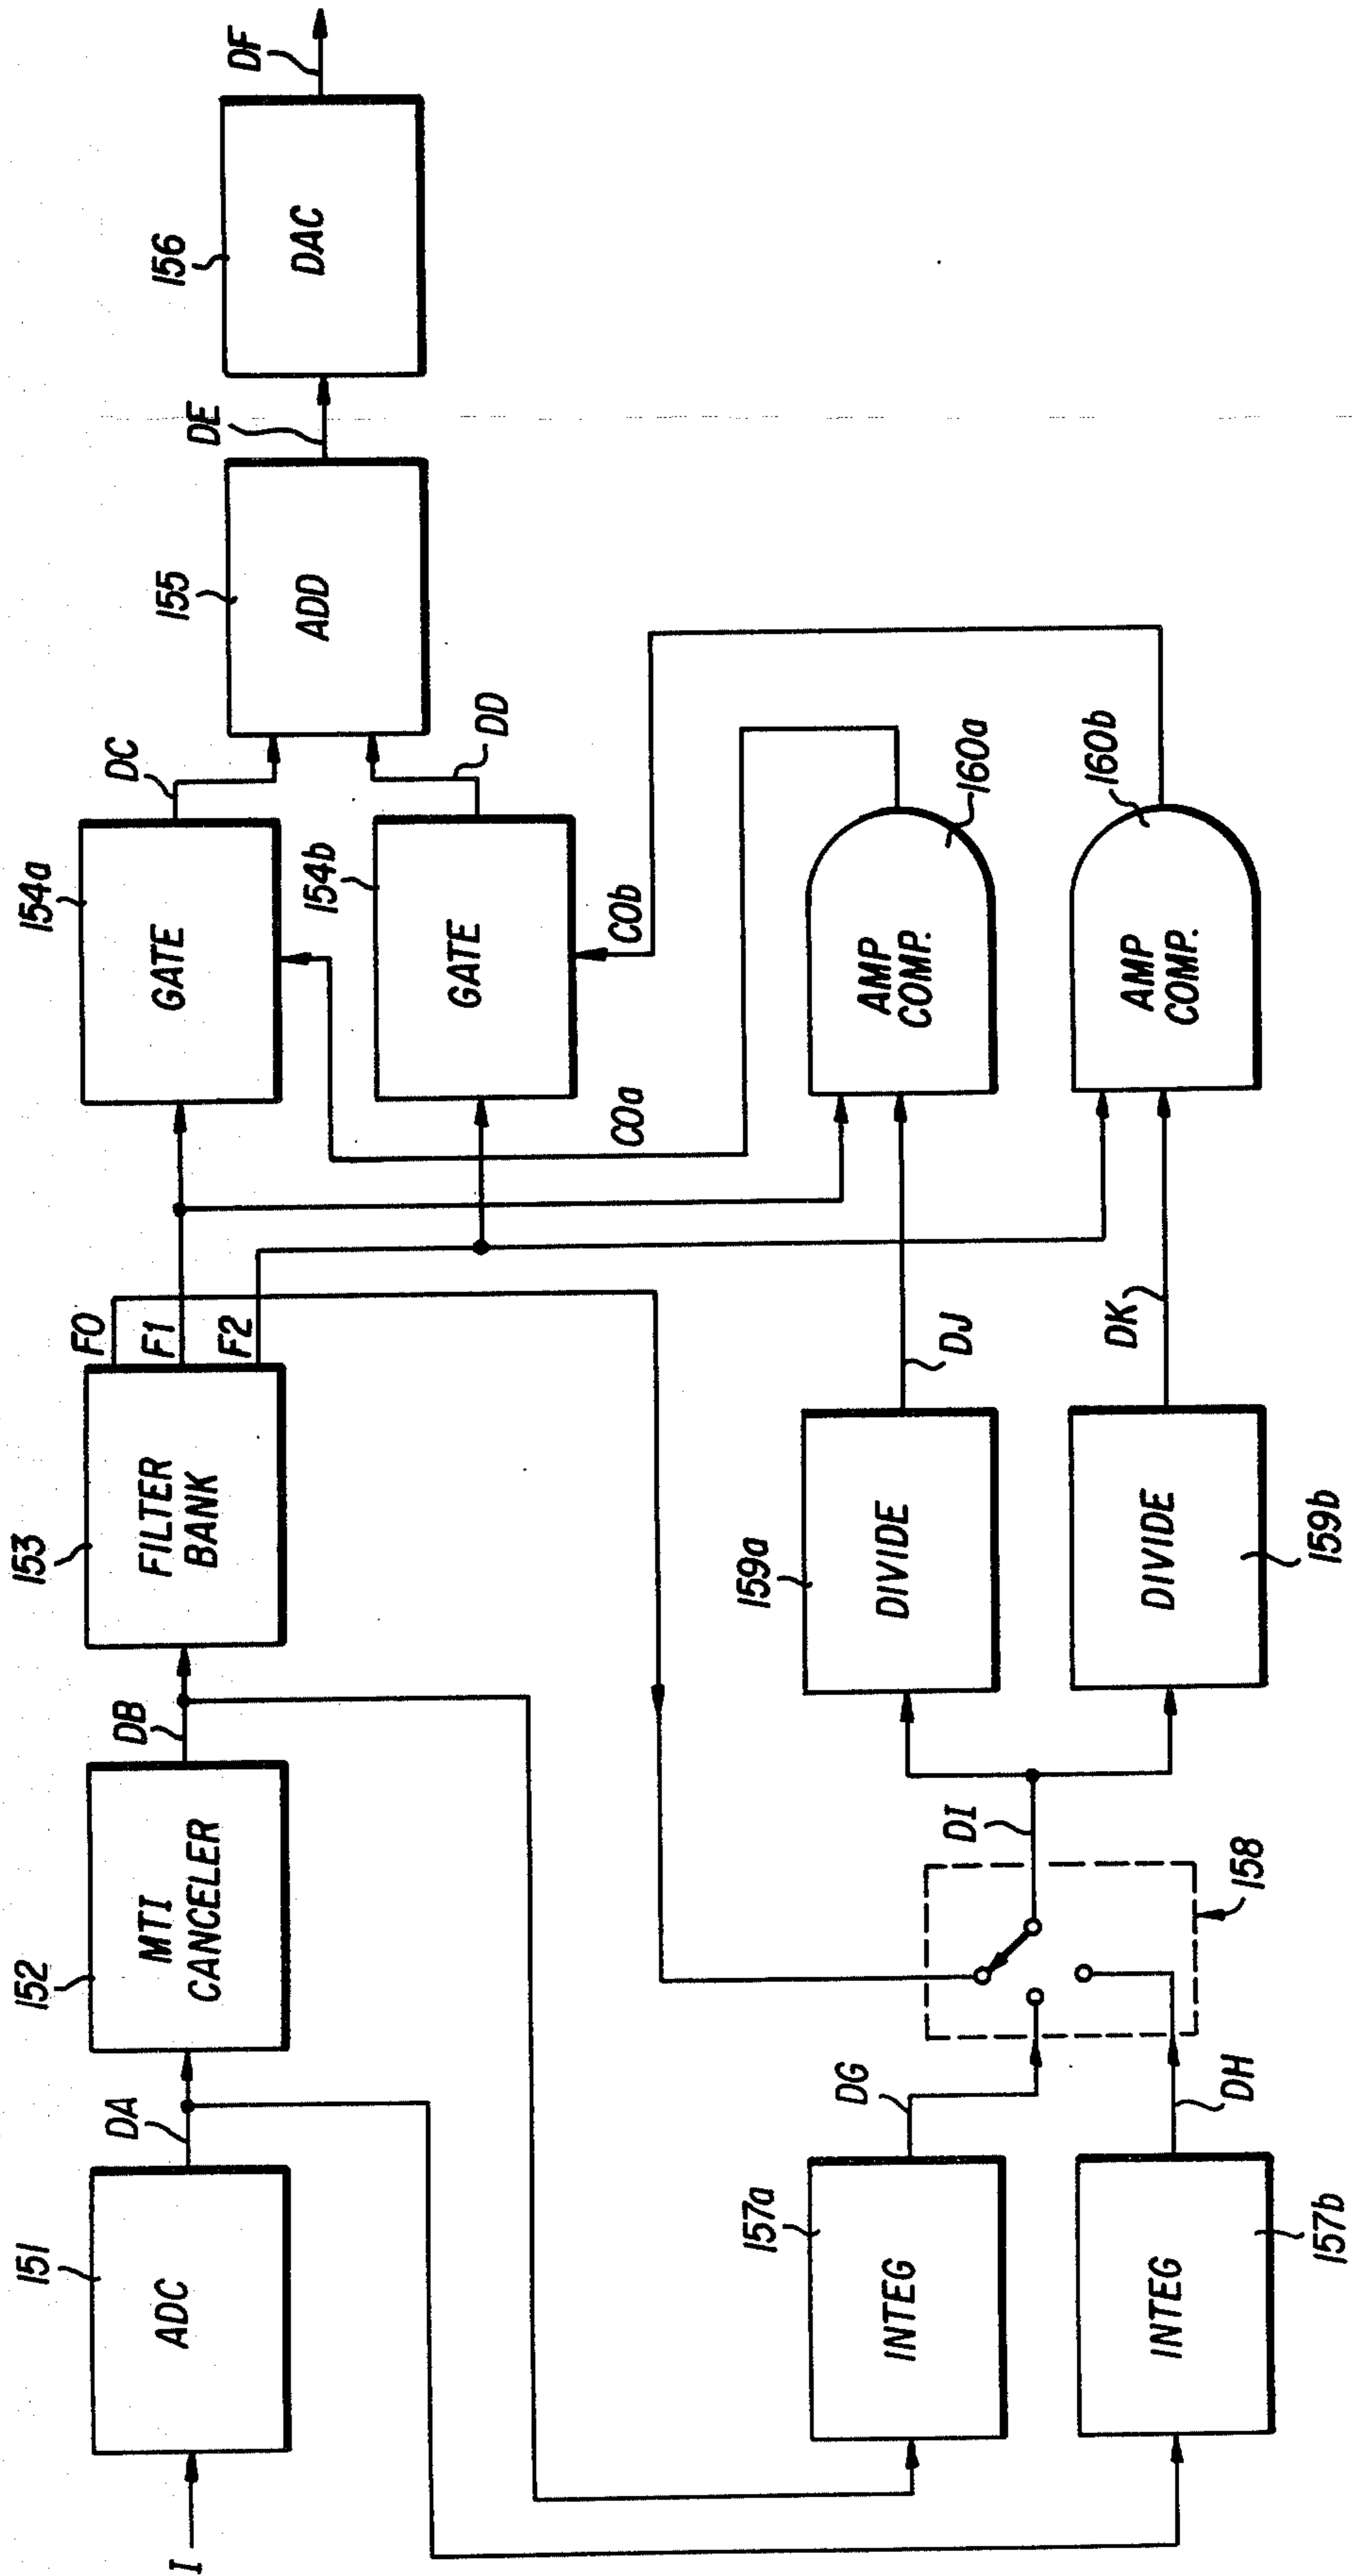 I
151
ADC
DA
152
MTI
CANCELER
DB
153
FILTER
BANK
F0
F1
F2
154a
GATE
DC
154b
GATE
DD
155
ADD
DE
156
DAC
DF
COa
COb
157a
INTEG
DG
157b
INTEG
DH
158
DI
159a
DIVIDE
DJ
159b
DIVIDE
DK
AMP
COMP.
160a
AMP
COMP.
160b